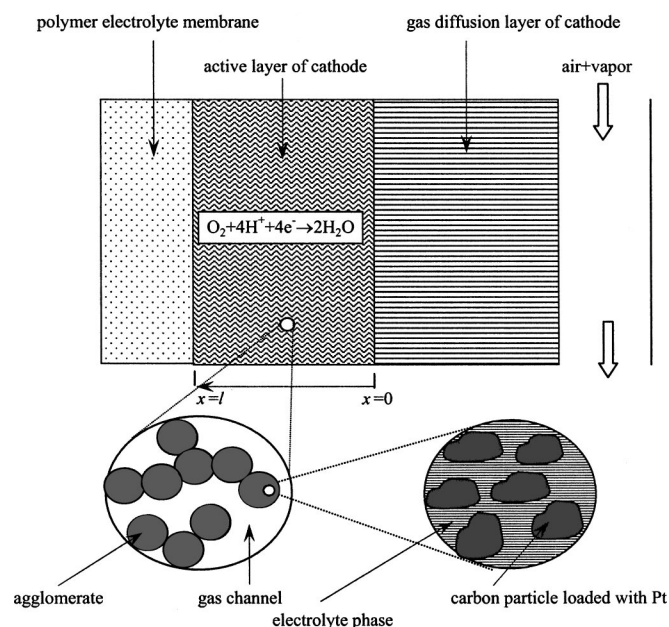 polymer electrolyte membrane
gas diffusion layer of cathode
active layer of cathode
air+vapor
O₂+4H⁺+4e⁻→2H₂O
x=l
x=0
agglomerate
gas channel
electrolyte phase
carbon particle loaded with Pt